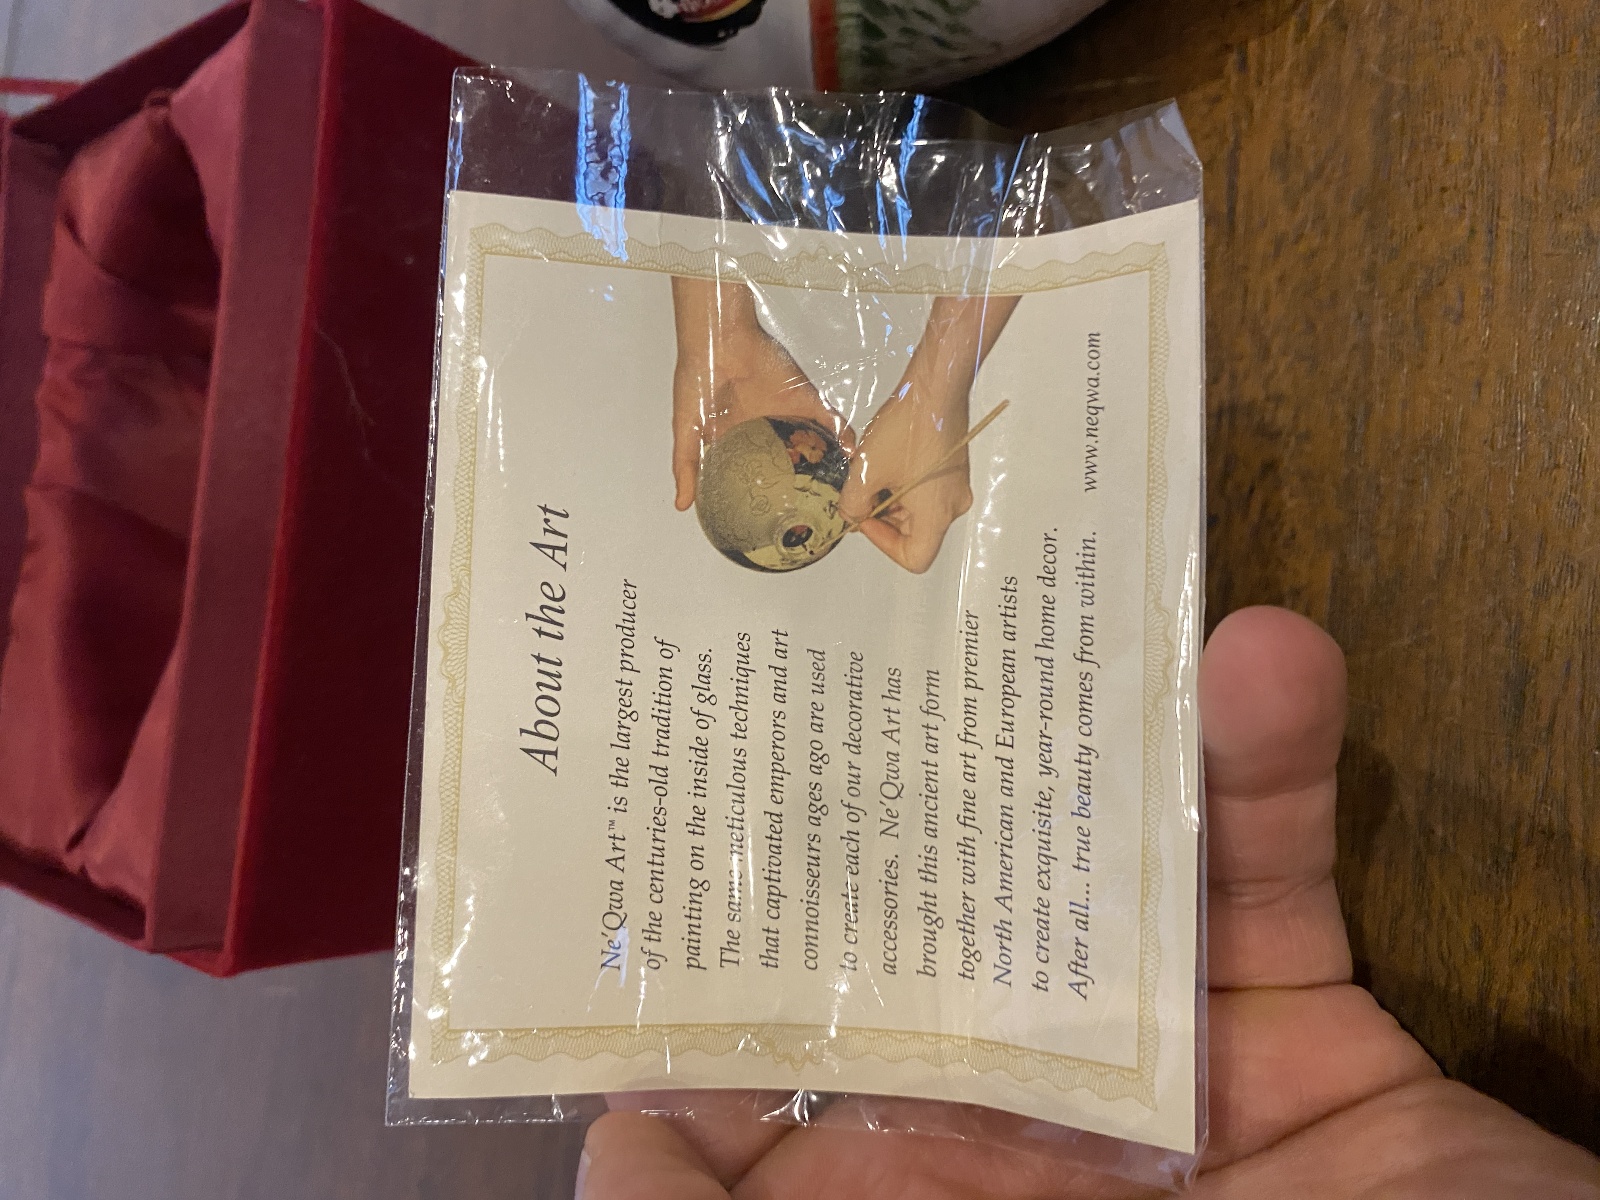 About the Art
Ne'Qwa Art™ is the largest producer
of the centuries-old tradition of
painting on the inside of glass.
The same meticulous techniques
that captivated emperors and art
connoisseurs ages ago are used
to create each of our decorative
accessories. Ne'Qwa Art has
brought this ancient art form
together with fine art from premier
North American and European artists
to create exquisite, year-round home decor.
After all... true beauty comes from within. www.neqwa.com